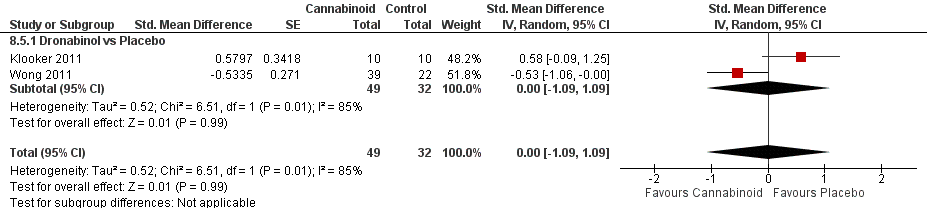 Cannabinoid Control Std. Mean Difference Std. Mean Difference
Study or Subgroup Std. Mean Difference SE Total Total Weight IV, Random, 95% CI IV, Random, 95% CI
8.5.1 Dronabinol vs Placebo
Klooker 2011 0.5797 0.3418 10 10 48.2% 0.58 [-0.09, 1.25]
Wong 2011 -0.5335 0.271 39 22 51.8% -0.53 [-1.06, -0.00]
Subtotal (95% CI) 49 32 100.0% 0.00 [-1.09, 1.09]
Heterogeneity: Tau² = 0.52; Chi² = 6.51, df = 1 (P = 0.01); I² = 85%
Test for overall effect: Z = 0.01 (P = 0.99)
Total (95% CI) 49 32 100.0% 0.00 [-1.09, 1.09]
Heterogeneity: Tau² = 0.52; Chi² = 6.51, df = 1 (P = 0.01); I² = 85%
Test for overall effect: Z = 0.01 (P = 0.99)
Test for subgroup differences: Not applicable
-2 -1 0 1 2
Favours Cannabinoid Favours Placebo